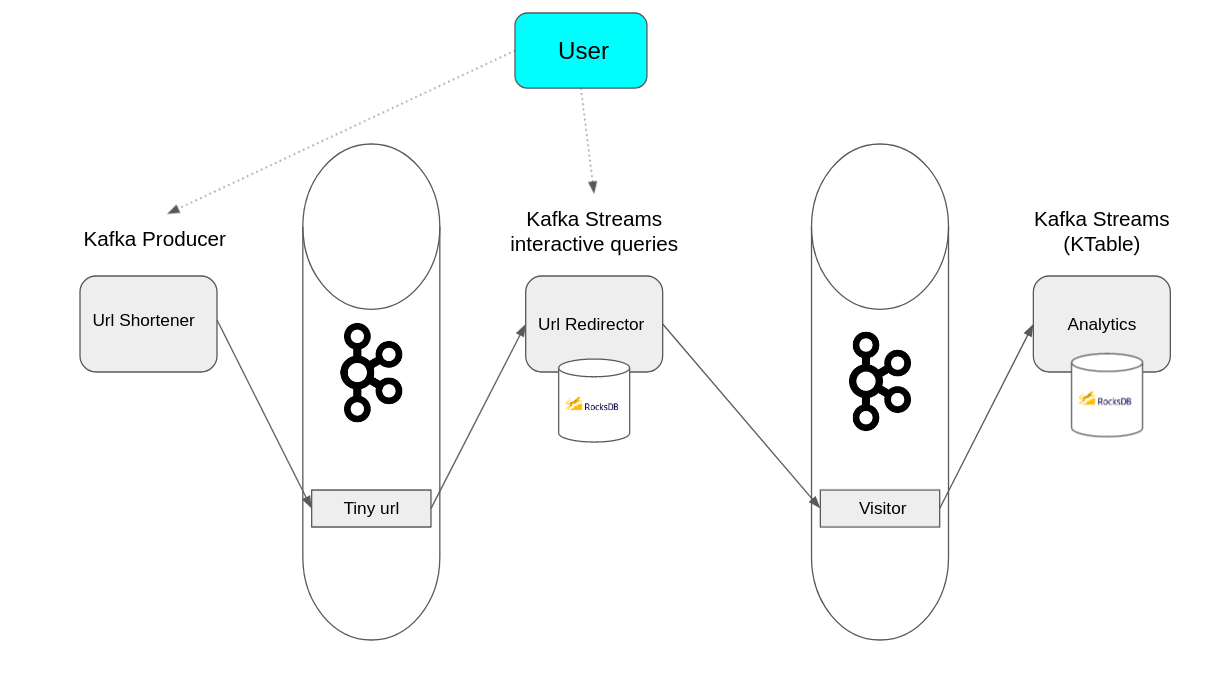 User
Kafka Producer
Kafka Streams
interactive queries
Kafka Streams
(KTable)
Url Shortener
Url Redirector
Analytics
RocksDB
RocksDB
Tiny url
Visitor